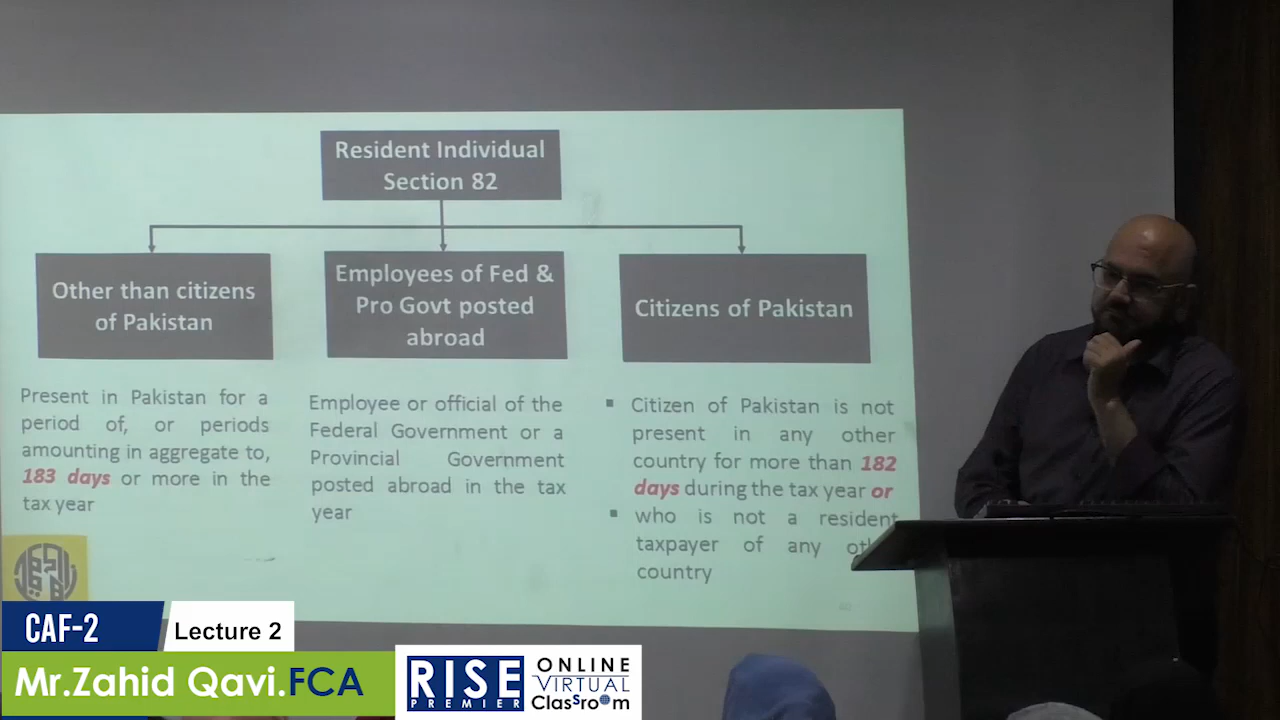 Resident Individual
Section 82
Other than citizens
of Pakistan
Employees of Fed &
Pro Govt posted
abroad
Citizens of Pakistan
Present in Pakistan for a
period of, or periods
amounting in aggregate to,
183 days or more in the
tax year
Employee or official of the
Federal Government or a
Provincial Government
posted abroad in the tax
year
▪ Citizen of Pakistan is not
present in any other
country for more than 182
days during the tax year or
▪ who is not a resident
taxpayer of any
country
CAF-2
Lecture 2
Mr.Zahid Qavi.FCA
RISE
PREMIER
ONLINE
VIRTUAL
Classroom